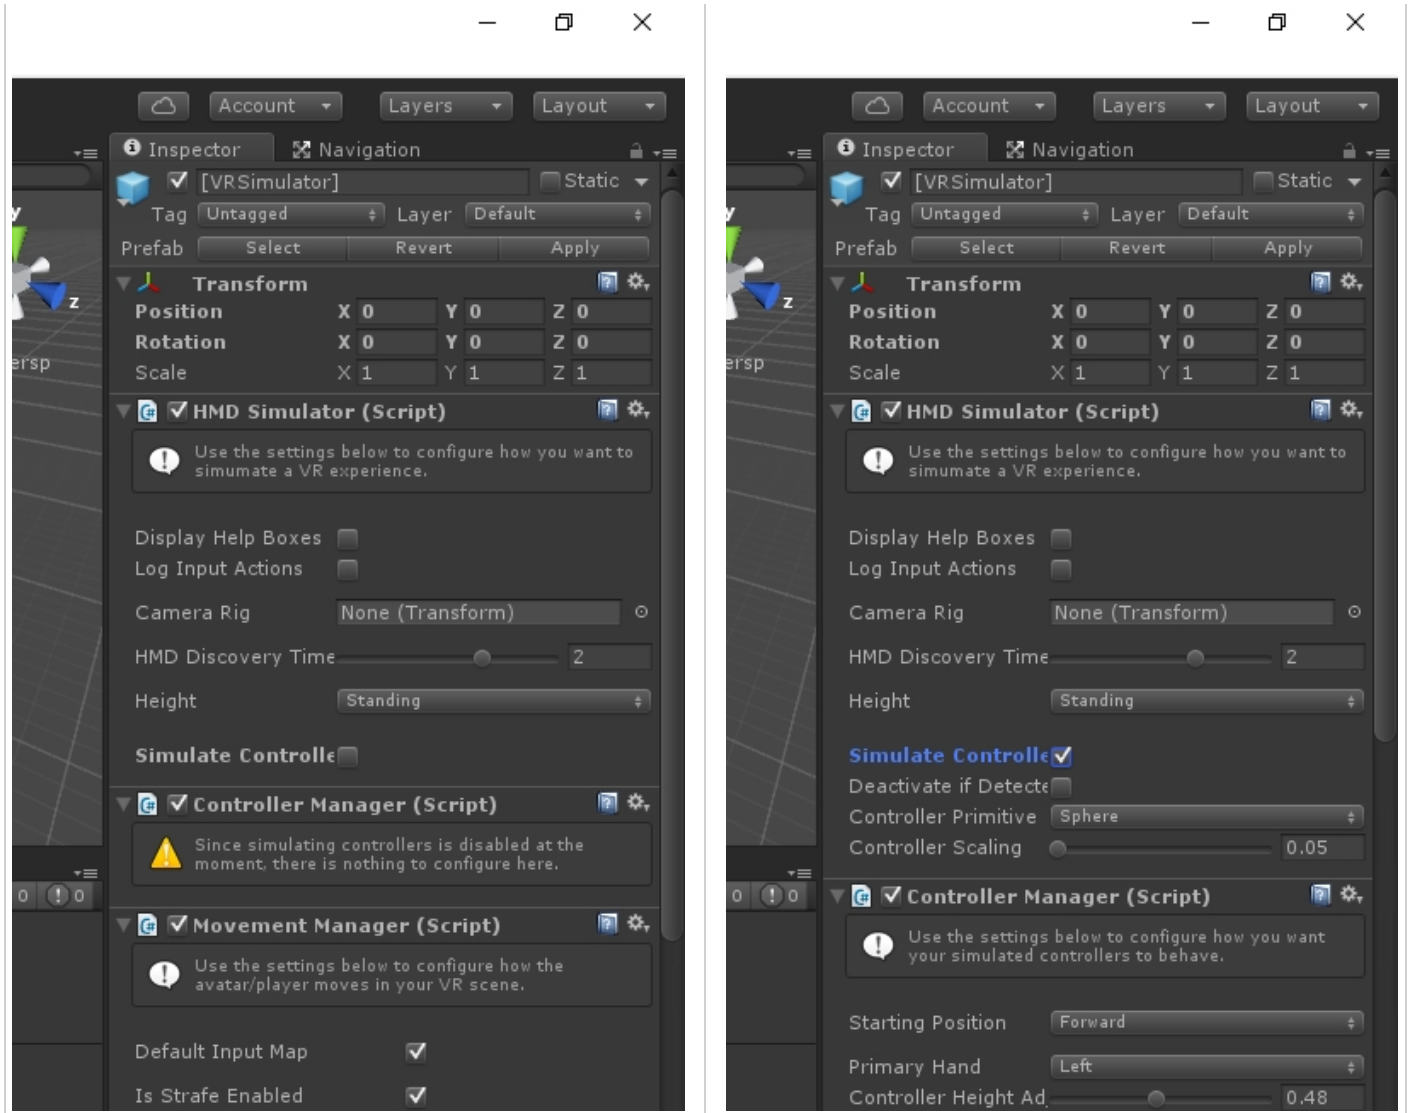 Account
Layers
Layout
Inspector
Navigation
[VRSimulator]
Static
y
Tag Untagged Layer Default
Prefab Select Revert Apply
Transform
z
Position X 0 Y 0 Z 0
Rotation X 0 Y 0 Z 0
ersp
Scale X 1 Y 1 Z 1
HMD Simulator (Script)
Use the settings below to configure how you want to
simumate a VR experience.
Display Help Boxes
Log Input Actions
Camera Rig None (Transform)
HMD Discovery Time 2
Height Standing
Simulate Controlle
Controller Manager (Script)
Since simulating controllers is disabled at the
moment, there is nothing to configure here.
0 0
Movement Manager (Script)
Use the settings below to configure how the
avatar/player moves in your VR scene.
Default Input Map
Is Strafe Enabled
Account
Layers
Layout
Inspector
Navigation
[VRSimulator]
Static
y
Tag Untagged Layer Default
Prefab Select Revert Apply
Transform
z
Position X 0 Y 0 Z 0
Rotation X 0 Y 0 Z 0
ersp
Scale X 1 Y 1 Z 1
HMD Simulator (Script)
Use the settings below to configure how you want to
simumate a VR experience.
Display Help Boxes
Log Input Actions
Camera Rig None (Transform)
HMD Discovery Time 2
Height Standing
Simulate Controlle
Deactivate if Detecte
Controller Primitive Sphere
Controller Scaling 0.05
0 0
Controller Manager (Script)
Use the settings below to configure how you want
your simulated controllers to behave.
Starting Position Forward
Primary Hand Left
Controller Height Ad 0.48